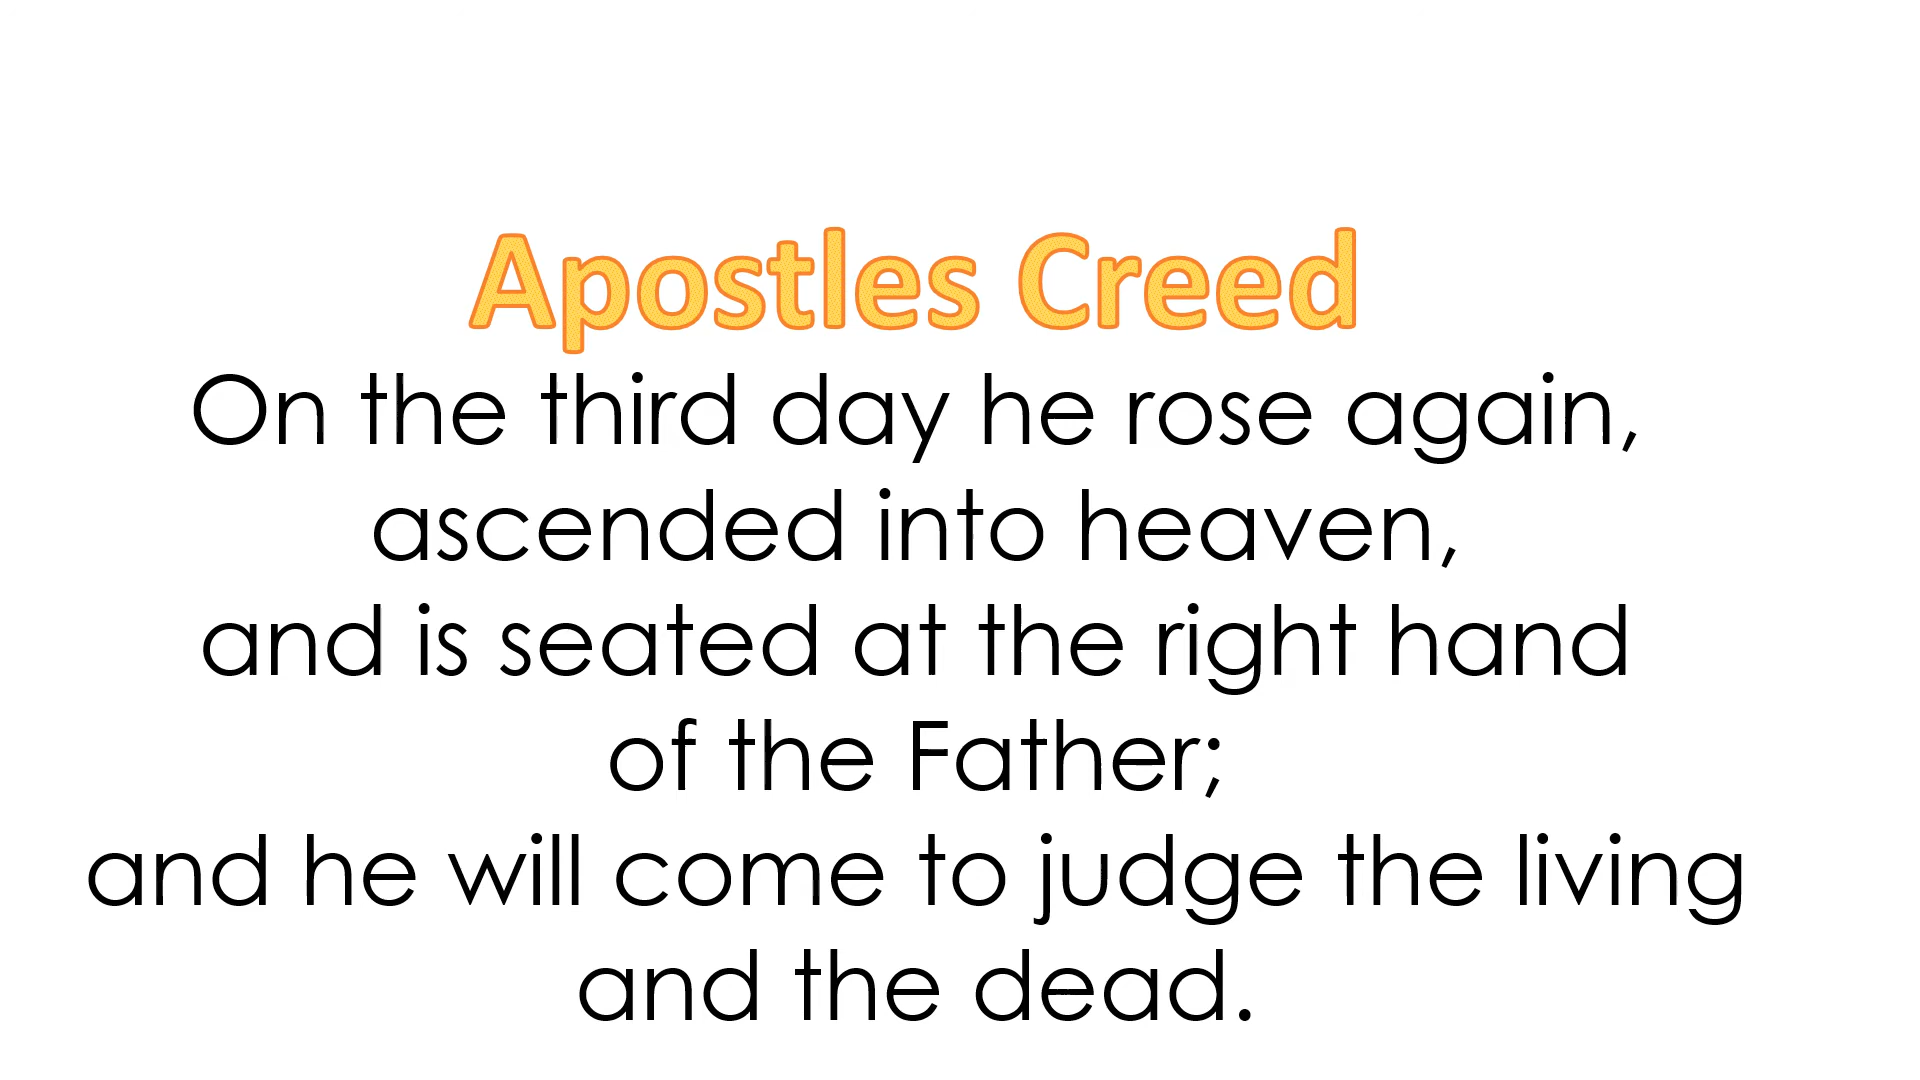 Apostles Creed
On the third day he rose again,
ascended into heaven,
and is seated at the right hand
of the Father;
and he will come to judge the living
and the dead.